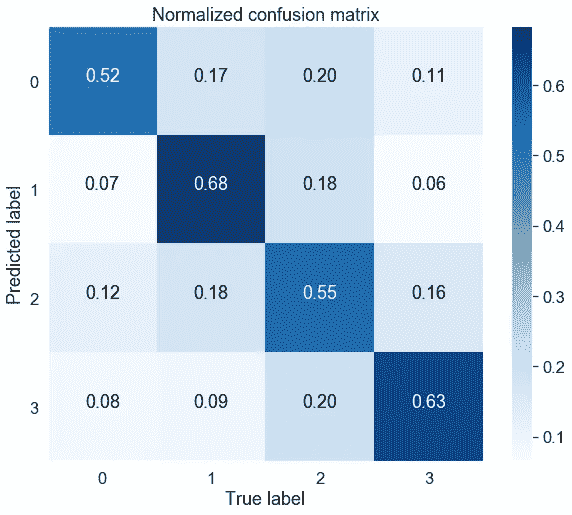 Normalized confusion matrix
0 0.52 0.17 0.20 0.11 0.6
1 0.07 0.68 0.18 0.06 0.5
0.4
Predicted label
2 0.12 0.18 0.55 0.16 0.3
0.2
3 0.08 0.09 0.20 0.63 0.1
0 1 2 3
True label